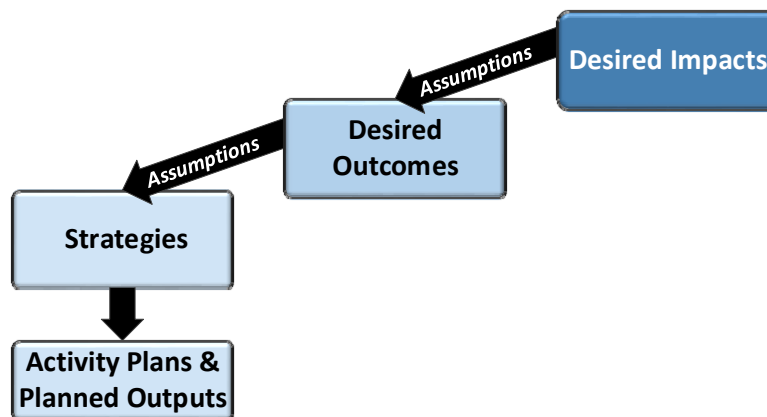 Desired Impacts
Assumptions
Desired
Outcomes
Assumptions
Strategies
Activity Plans &
Planned Outputs